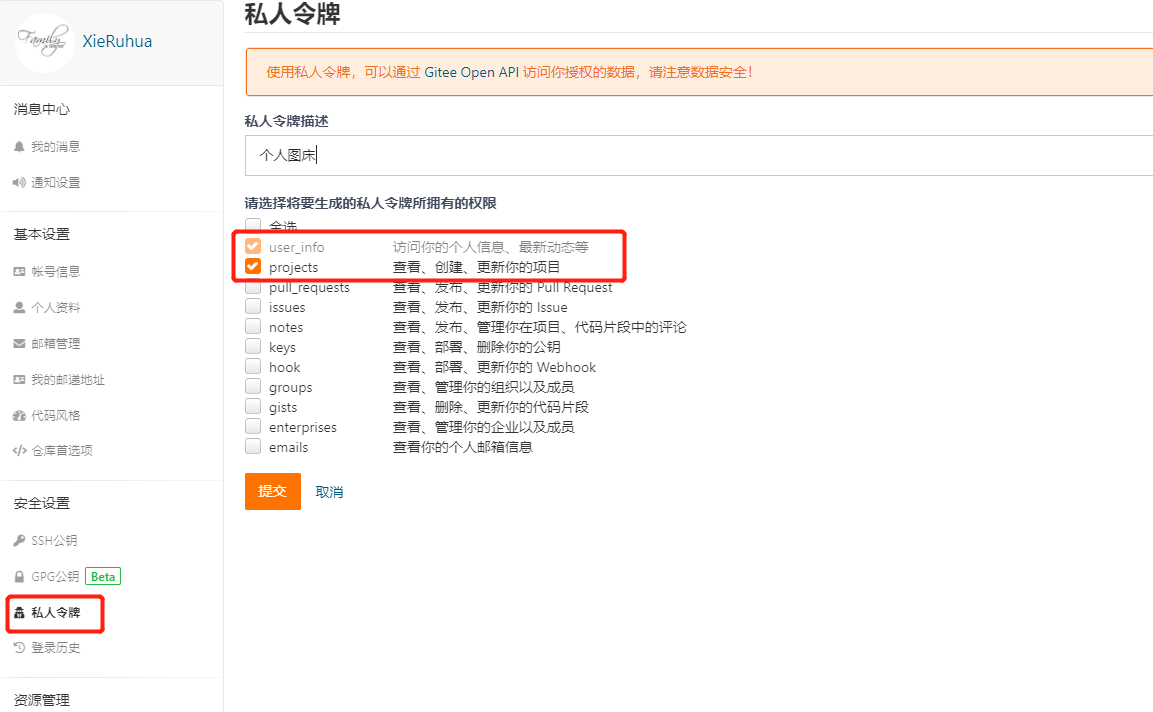 Family
is forever
XieRuhua
消息中心
我的消息
通知设置
基本设置
帐号信息
个人资料
邮箱管理
我的邮递地址
代码风格
仓库首选项
安全设置
SSH公钥
GPG公钥 Beta
私人令牌
登录历史
资源管理
私人令牌
使用私人令牌，可以通过 Gitee Open API 访问你授权的数据，请注意数据安全！
私人令牌描述
个人图床
请选择将要生成的私人令牌所拥有的权限
全选
user_info 访问你的个人信息、最新动态等
projects 查看、创建、更新你的项目
pull_requests 查看、发布、更新你的 Pull Request
issues 查看、发布、更新你的 Issue
notes 查看、发布、管理你在项目、代码片段中的评论
keys 查看、部署、删除你的公钥
hook 查看、部署、更新你的 Webhook
groups 查看、管理你的组织以及成员
gists 查看、删除、更新你的代码片段
enterprises 查看、管理你的企业以及成员
emails 查看你的个人邮箱信息
提交 取消